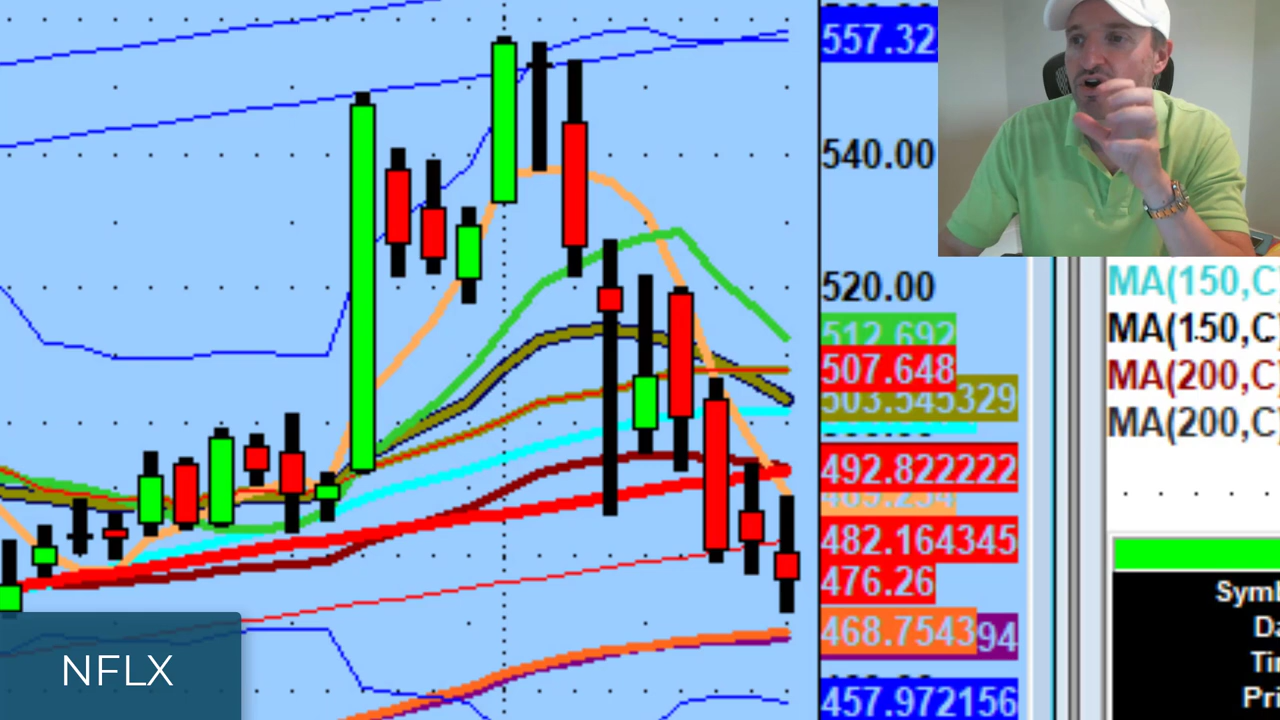 557.32
540.00
520.00
512.692
507.648
503.545329
492.822222
482.164345
476.26
468.7543
94
457.972156
MA(150,C
MA(150,C
MA(200,C
MA(200,C
Symb
Da
Tin
Pri
NFLX